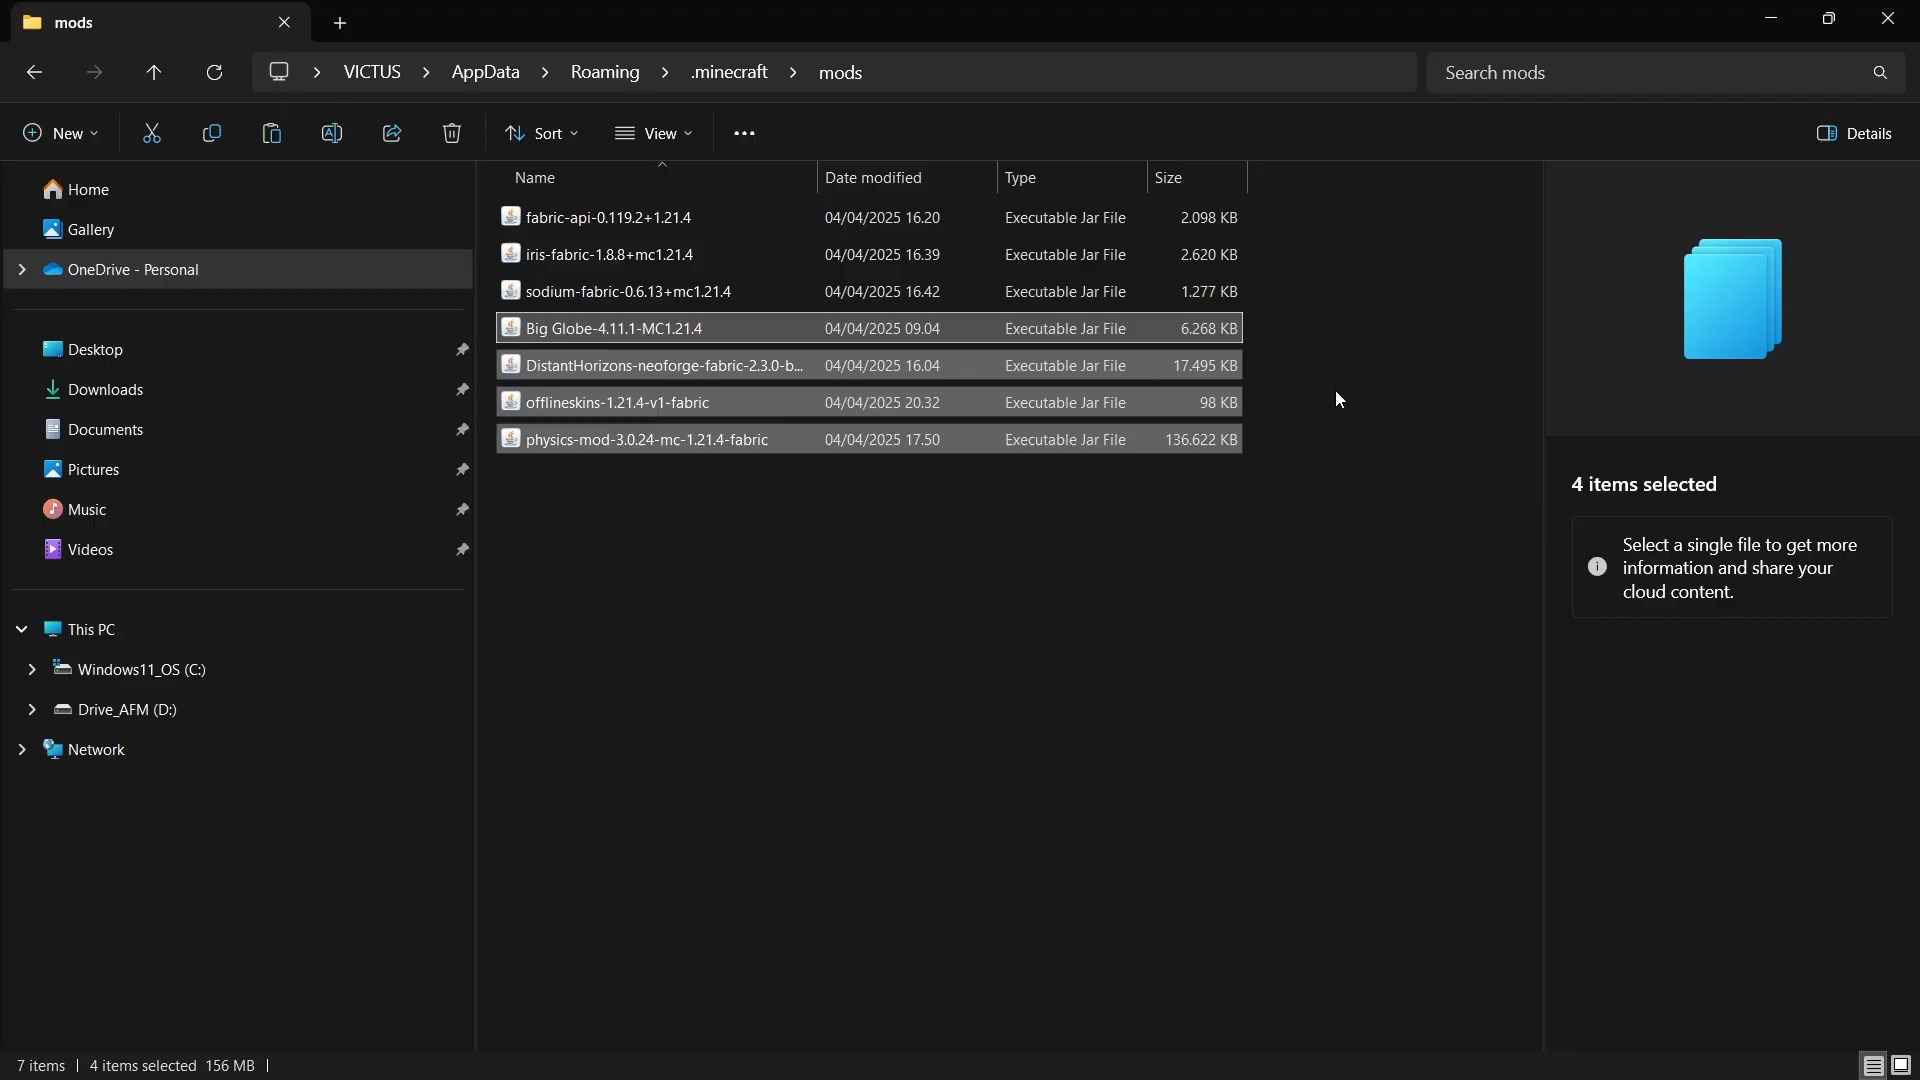 mods
VICTUS > AppData > Roaming > .minecraft > mods
Search mods
New
Sort
View
Details
Home
Gallery
OneDrive - Personal
Desktop
Downloads
Documents
Pictures
Music
Videos
This PC
Windows11_OS (C:)
Drive_AFM (D:)
Network
Name Date modified Type Size
fabric-api-0.119.2+1.21.4 04/04/2025 16.20 Executable Jar File 2.098 KB
iris-fabric-1.8.8+mc1.21.4 04/04/2025 16.39 Executable Jar File 2.620 KB
sodium-fabric-0.6.13+mc1.21.4 04/04/2025 16.42 Executable Jar File 1.277 KB
Big Globe-4.11.1-MC1.21.4 04/04/2025 09.04 Executable Jar File 6.268 KB
DistantHorizons-neoforge-fabric-2.3.0-b... 04/04/2025 16.04 Executable Jar File 17.495 KB
offlineskins-1.21.4-v1-fabric 04/04/2025 20.32 Executable Jar File 98 KB
physics-mod-3.0.24-mc-1.21.4-fabric 04/04/2025 17.50 Executable Jar File 136.622 KB
4 items selected
Select a single file to get more
information and share your
cloud content.
7 items | 4 items selected 156 MB |